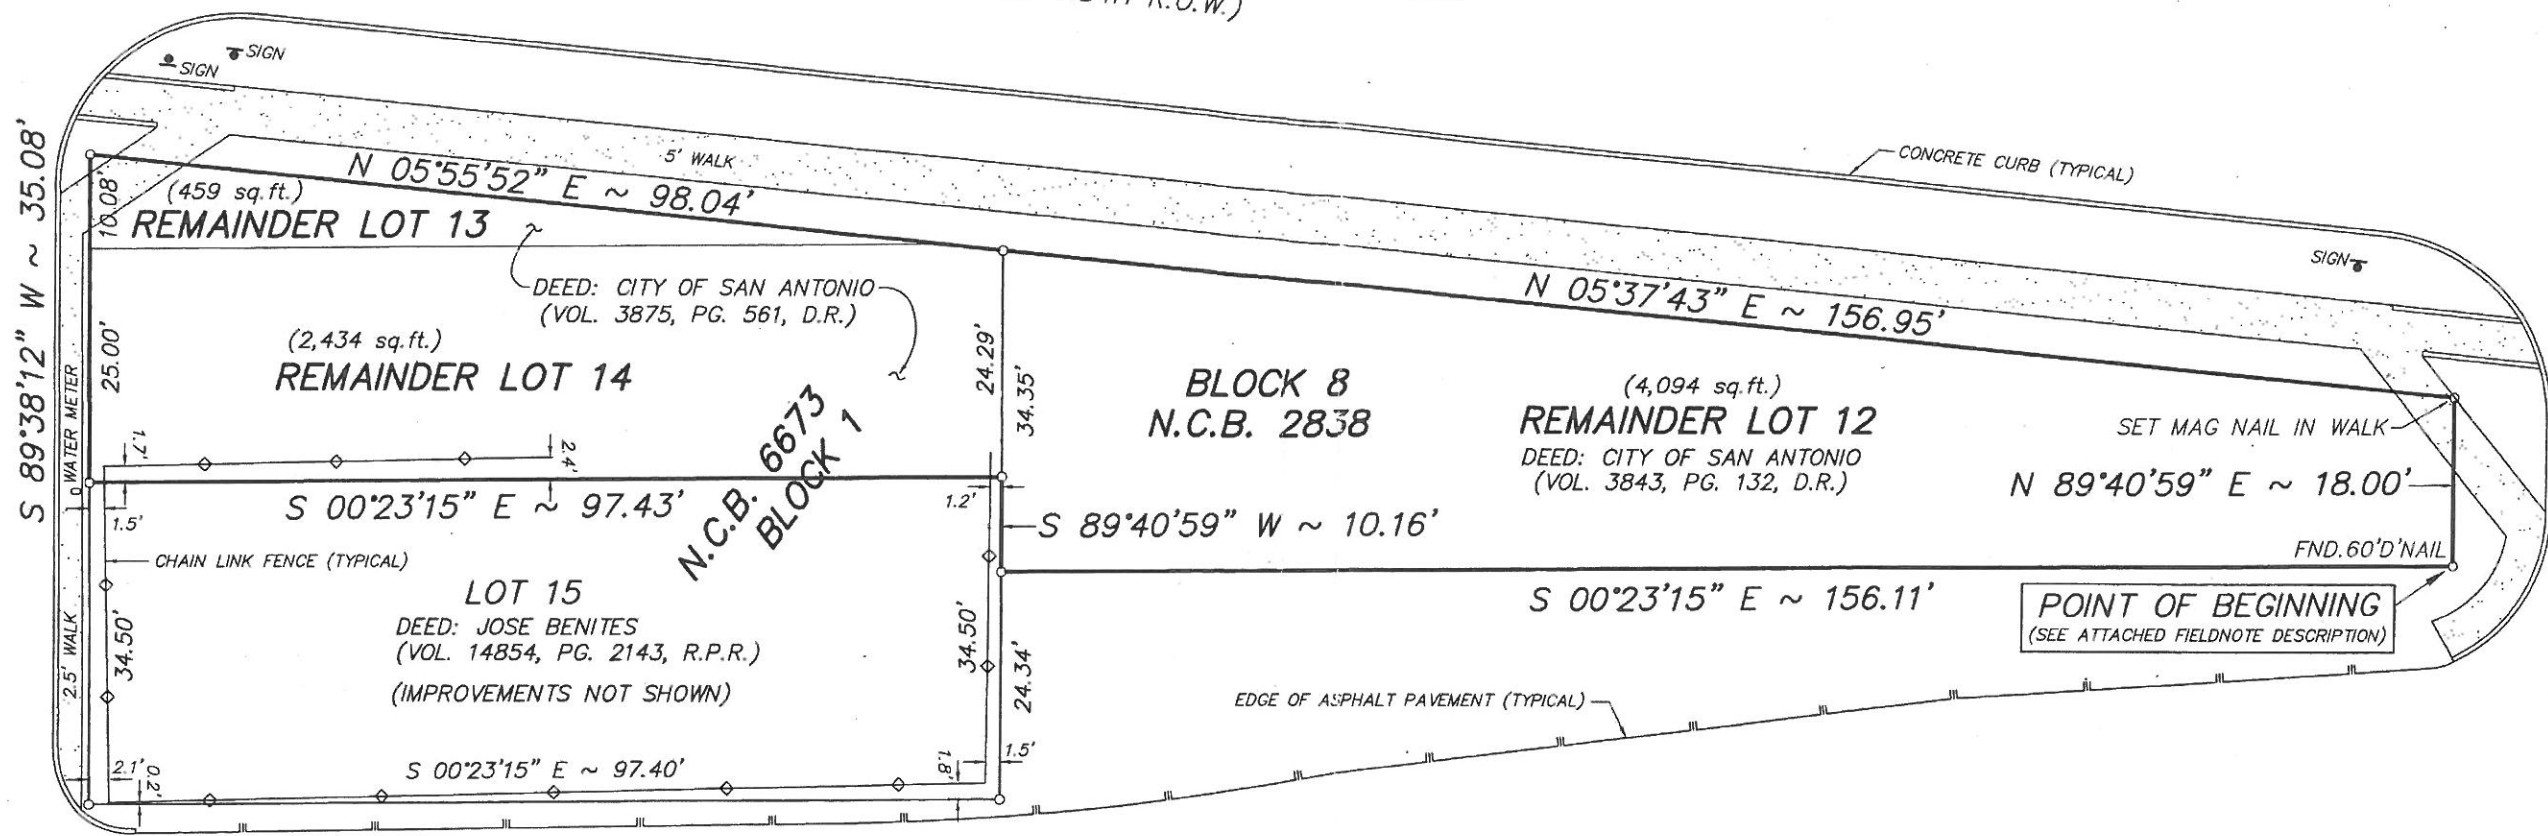 R.O.W.)
SIGN
SIGN
S 89°38'12" W ~ 35.08'
5' WALK
CONCRETE CURB (TYPICAL)
N 05°55'52" E ~ 98.04'
10.08'
(459 sq.ft.)
REMAINDER LOT 13
SIGN
DEED: CITY OF SAN ANTONIO
(VOL. 3875, PG. 561, D.R.)
N 05°37'43" E ~ 156.95'
25.00'
(2,434 sq.ft.)
REMAINDER LOT 14
24.29'
34.35'
BLOCK 8
N.C.B. 2838
(4,094 sq.ft.)
REMAINDER LOT 12
DEED: CITY OF SAN ANTONIO
(VOL. 3843, PG. 132, D.R.)
SET MAG NAIL IN WALK
N 89°40'59" E ~ 18.00'
WATER METER
1.7'
2.4'
N.C.B. 6673
BLOCK 1
S 00°23'15" E ~ 97.43'
1.5'
1.2'
S 89°40'59" W ~ 10.16'
FND.60'D'NAIL
CHAIN LINK FENCE (TYPICAL)
LOT 15
DEED: JOSE BENITES
(VOL. 14854, PG. 2143, R.P.R.)
(IMPROVEMENTS NOT SHOWN)
34.50'
34.50'
24.34'
S 00°23'15" E ~ 156.11'
POINT OF BEGINNING
(SEE ATTACHED FIELDNOTE DESCRIPTION)
2.5' WALK
EDGE OF ASPHALT PAVEMENT (TYPICAL)
2.1'
0.2'
S 00°23'15" E ~ 97.40'
1.8'
1.5'